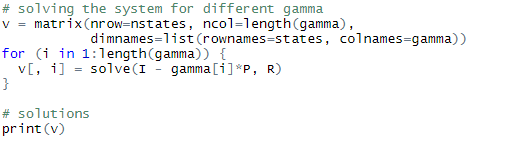 # solving the system for different gamma
v = matrix(nrow=nstates, ncol=length(gamma),
dimnames=list(rownames=states, colnames=gamma))
for (i in 1:length(gamma)) {
v[, i] = solve(I - gamma[i]*P, R)
}
# solutions
print(v)